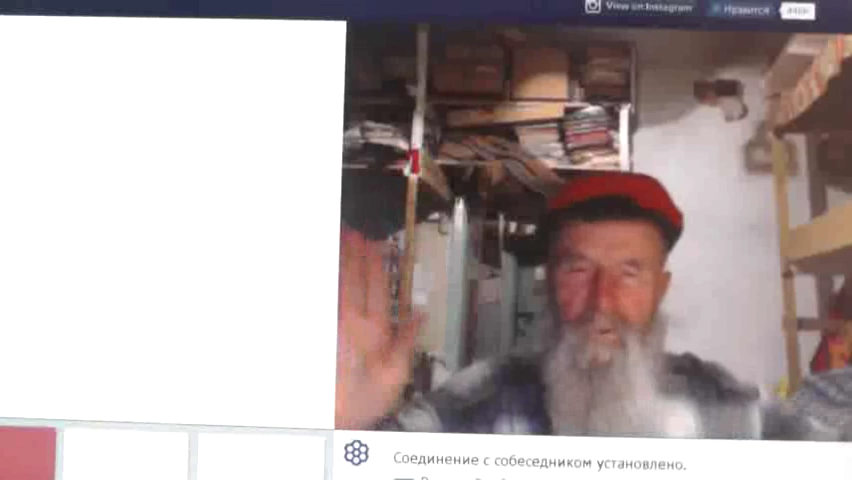 View on Instagram
Нравится
Соединение с собеседником установлено.